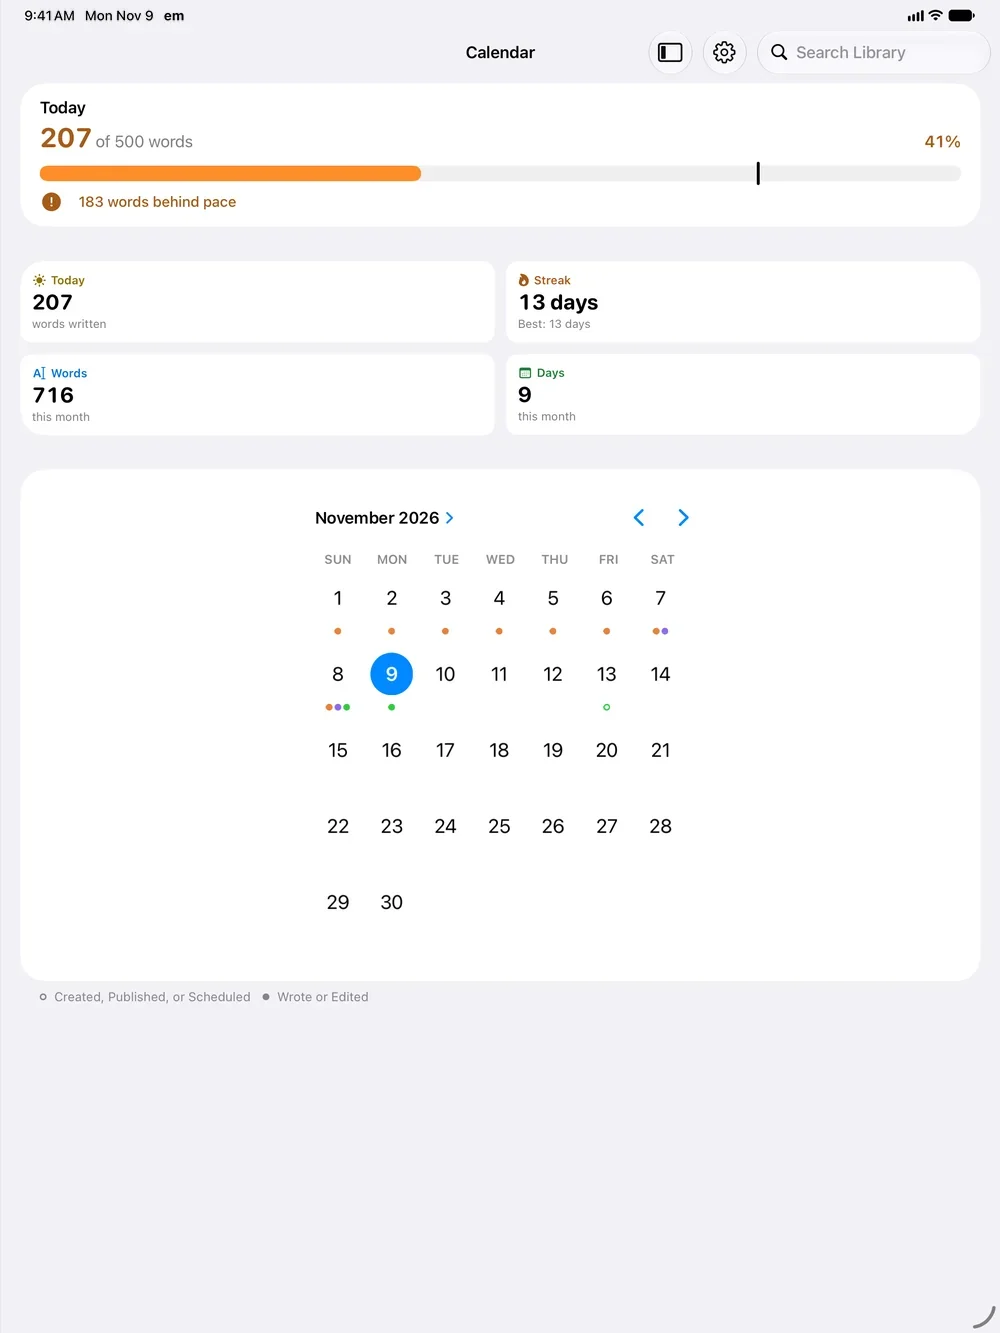 9:41 AM Mon Nov 9 em
Calendar
Search Library
Today
207 of 500 words
41%
183 words behind pace
Today
207
words written
Streak
13 days
Best: 13 days
Words
716
this month
Days
9
this month
November 2026
SUN MON TUE WED THU FRI SAT
1 2 3 4 5 6 7
8 9 10 11 12 13 14
15 16 17 18 19 20 21
22 23 24 25 26 27 28
29 30
Created, Published, or Scheduled Wrote or Edited